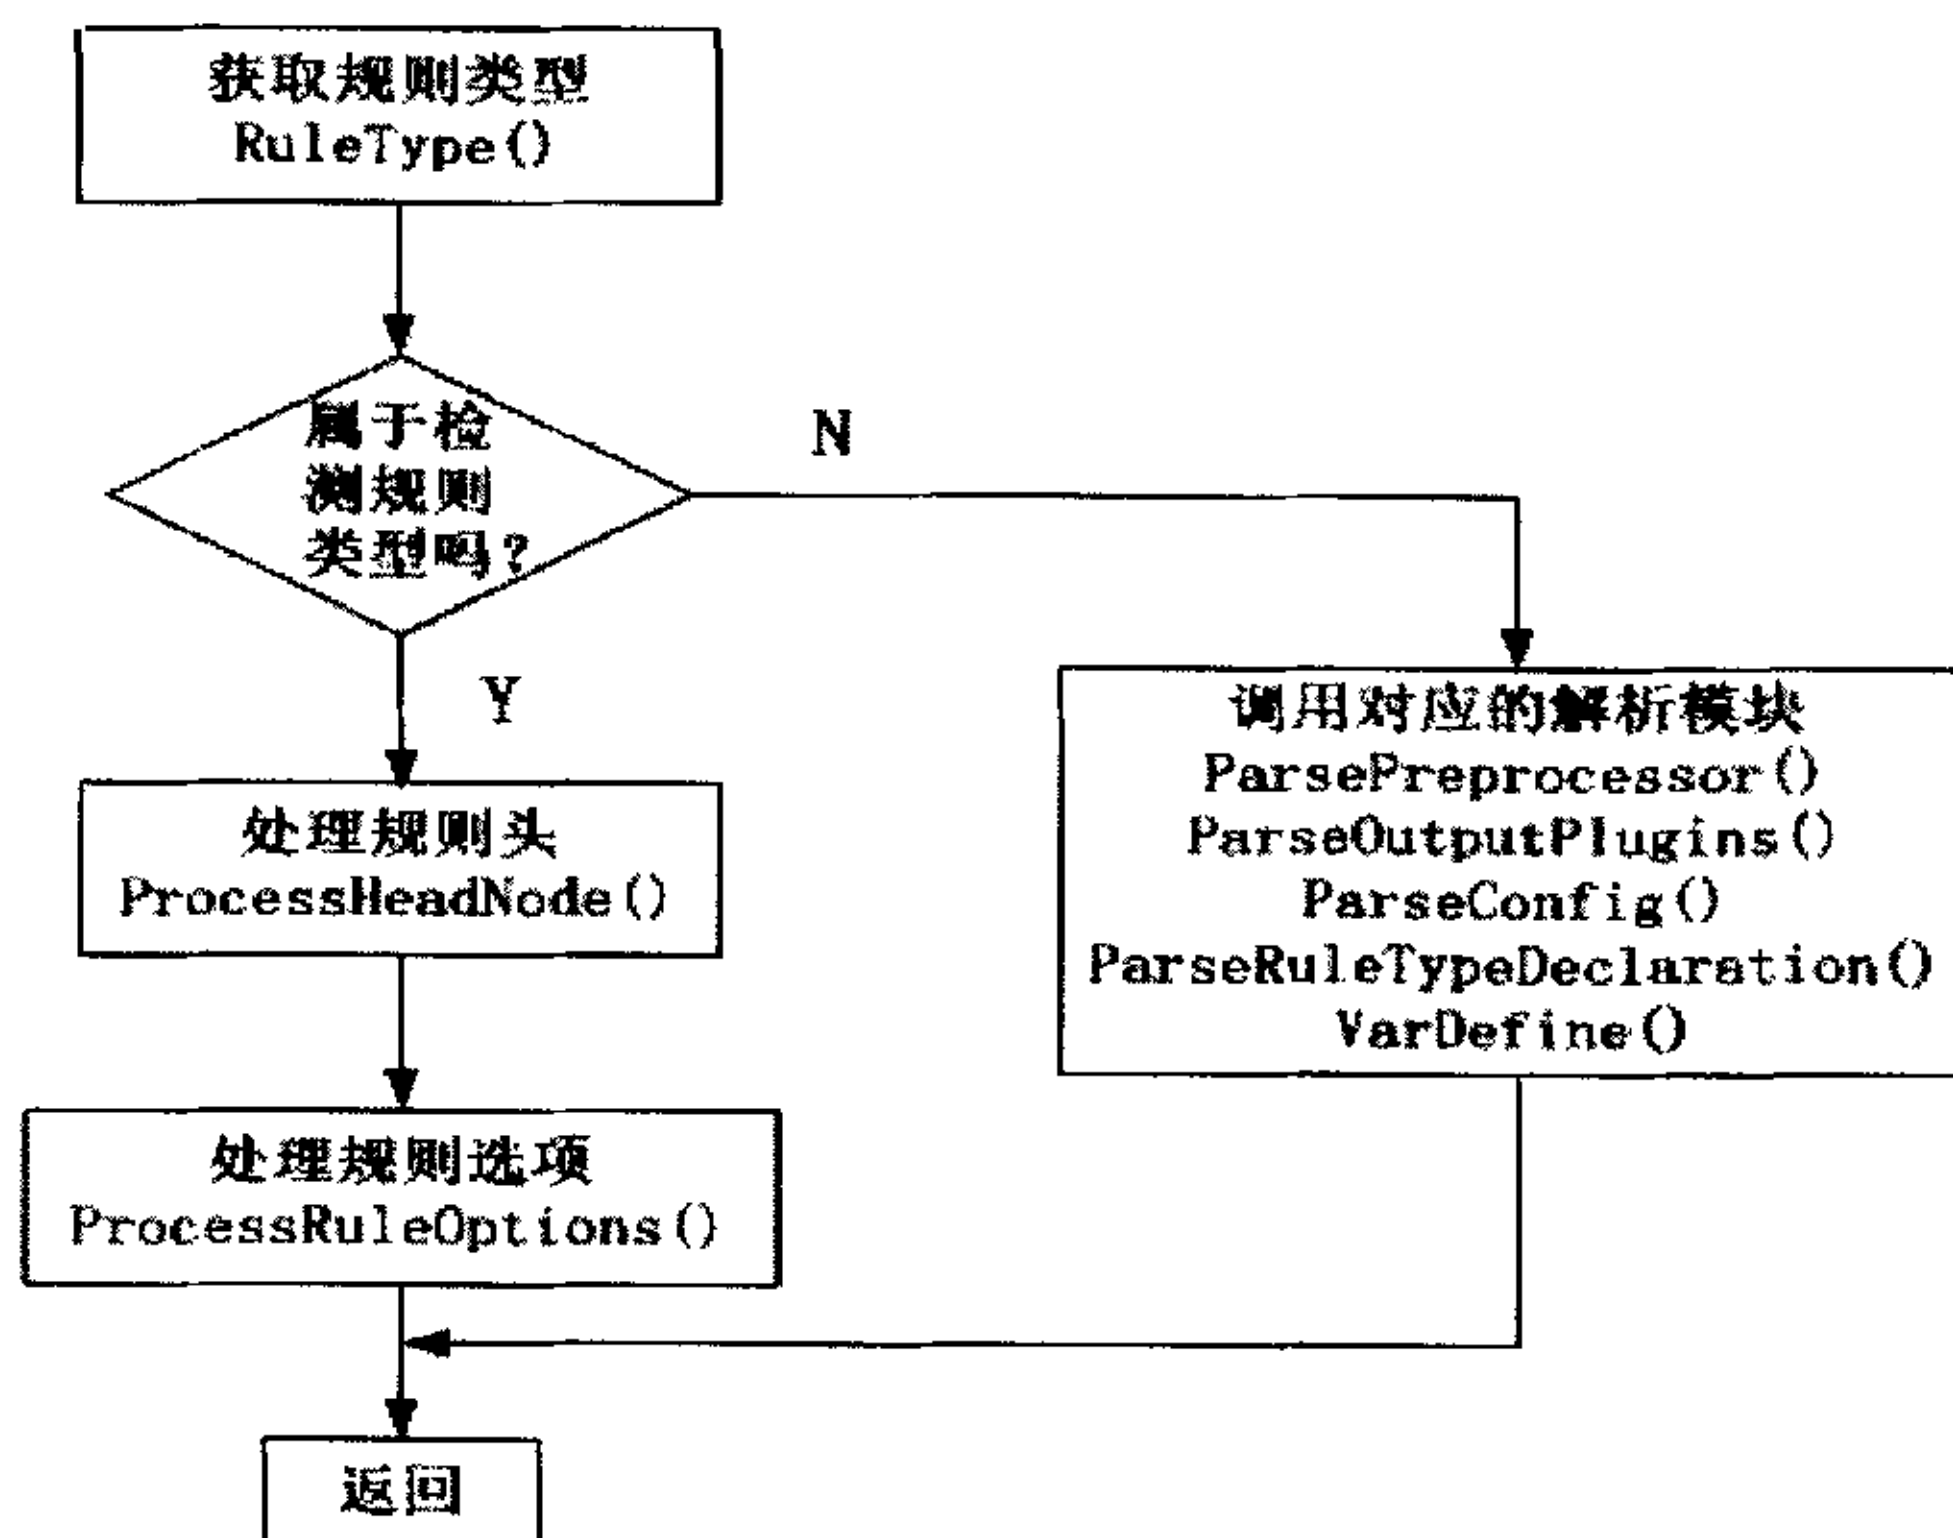 获取规则类型
RuleType()
属于检
测规则
类型吗?
N
Y
调用对应的解析模块
ParsePreprocessor()
ParseOutputPlugins()
ParseConfig()
ParseRuleTypeDeclaration()
VarDefine()
处理规则头
ProcessHeadNode()
处理规则选项
ProcessRuleOptions()
返回